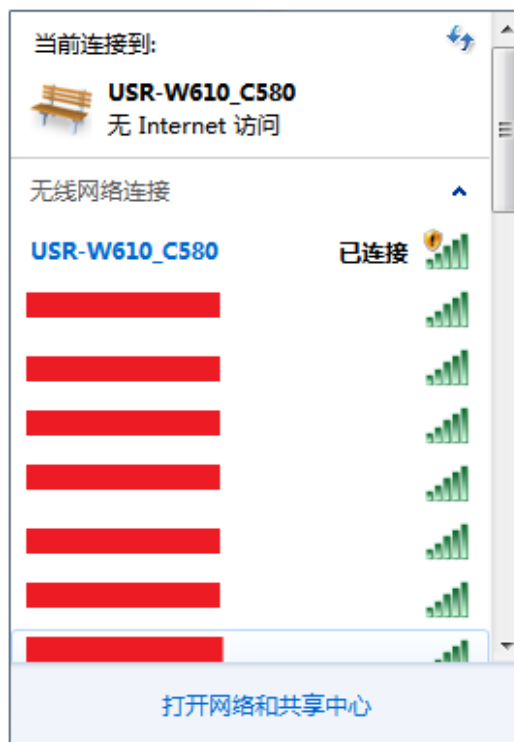 当前连接到:
USR-W610_C580
无 Internet 访问
无线网络连接
USR-W610_C580 已连接
打开网络和共享中心